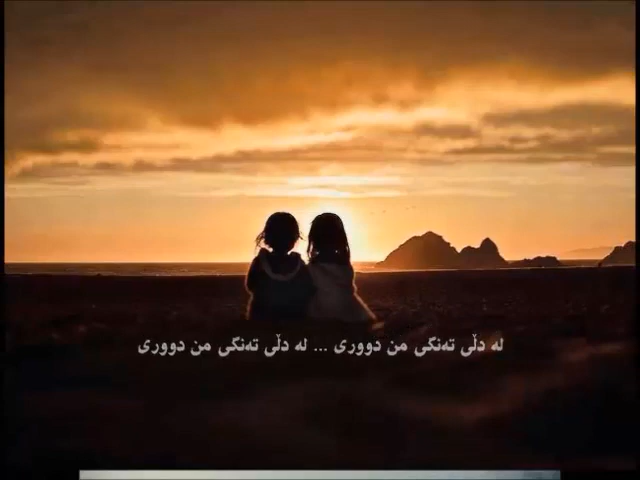 لە دڵی تەنگی من دووری ... لە دڵی تەنگی من دووری